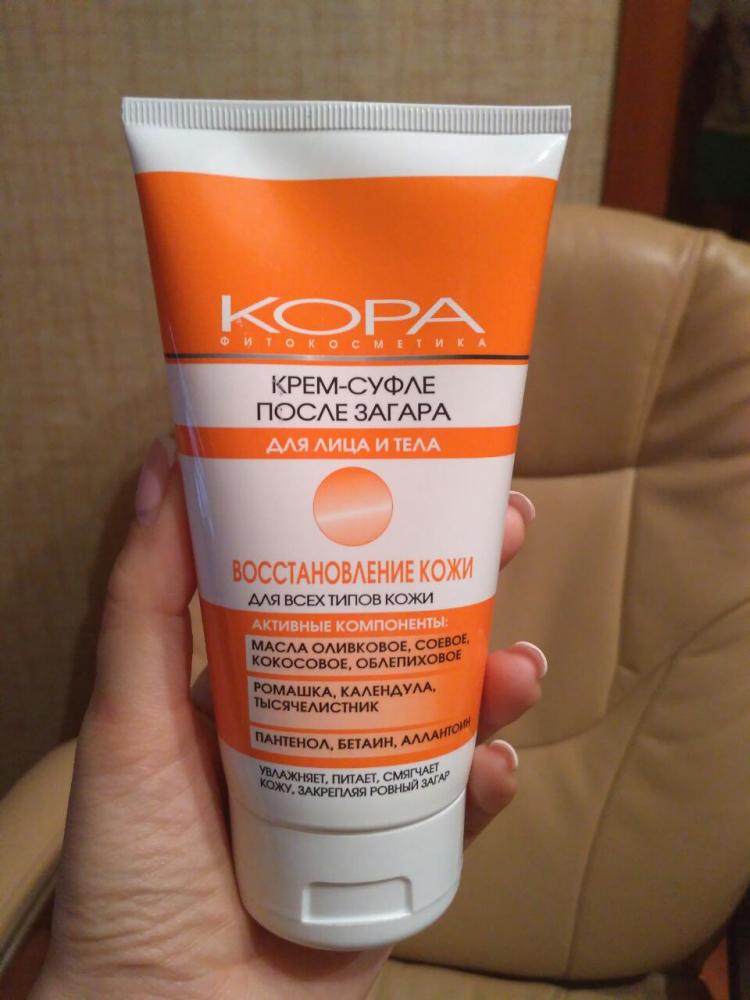 КОРА
ФИТОКОСМЕТИКА
КРЕМ-СУФЛЕ
ПОСЛЕ ЗАГАРА
ДЛЯ ЛИЦА И ТЕЛА
ВОССТАНОВЛЕНИЕ КОЖИ
ДЛЯ ВСЕХ ТИПОВ КОЖИ
АКТИВНЫЕ КОМПОНЕНТЫ:
МАСЛА ОЛИВКОВОЕ, СОЕВОЕ,
КОКОСОВОЕ, ОБЛЕПИХОВОЕ
РОМАШКА, КАЛЕНДУЛА,
ТЫСЯЧЕЛИСТНИК
ПАНТЕНОЛ, БЕТАИН, АЛЛАНТОИН
УВЛАЖНЯЕТ, ПИТАЕТ, СМЯГЧАЕТ
КОЖУ, ЗАКРЕПЛЯЯ РОВНЫЙ ЗАГАР